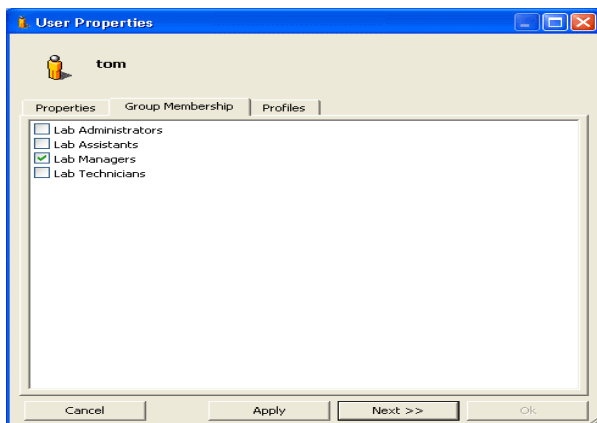 User Properties
tom
Properties Group Membership Profiles
Lab Administrators
Lab Assistants
Lab Managers
Lab Technicians
Cancel Apply Next >> Ok